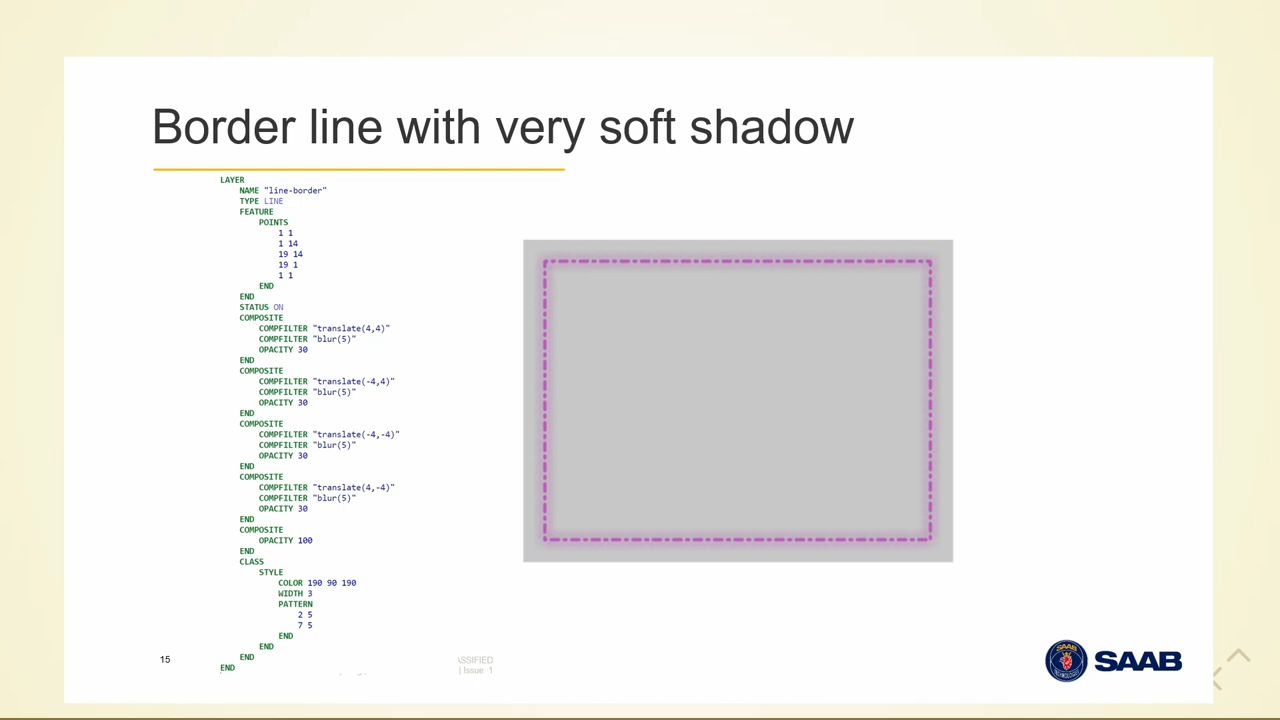 Border line with very soft shadow
LAYER
NAME "line-border"
TYPE LINE
FEATURE
POINTS
1 1
1 14
19 14
19 1
1 1
END
END
STATUS ON
COMPOSITE
COMPFILTER "translate(4,4)"
COMPFILTER "blur(5)"
OPACITY 30
END
COMPOSITE
COMPFILTER "translate(-4,4)"
COMPFILTER "blur(5)"
OPACITY 30
END
COMPOSITE
COMPFILTER "translate(-4,-4)"
COMPFILTER "blur(5)"
OPACITY 30
END
COMPOSITE
COMPFILTER "translate(4,-4)"
COMPFILTER "blur(5)"
OPACITY 30
END
COMPOSITE
OPACITY 100
END
CLASS
STYLE
COLOR 190 90 190
WIDTH 3
PATTERN
2 5
7 5
END
END
END
END
15
SSIFIED
| Issue 1
SAAB